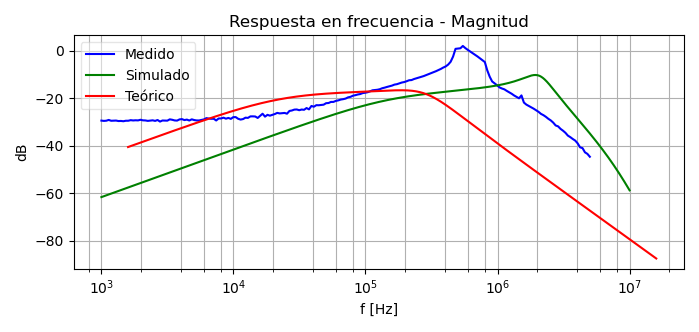 Respuesta en frecuencia - Magnitud
Medido
Simulado
Teórico
dB
0
−20
−40
−60
−80
10³ 10⁴ 10⁵ 10⁶ 10⁷
f [Hz]